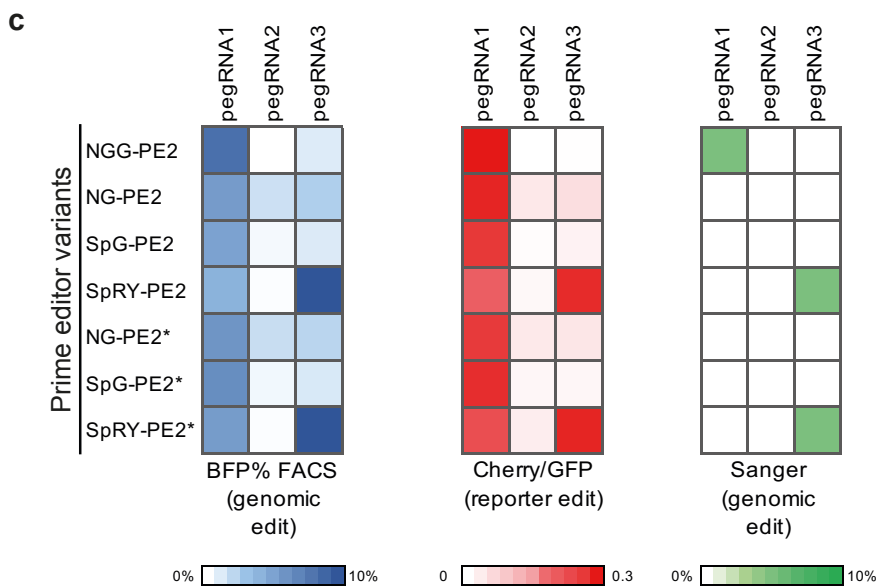 c
pegRNA1
pegRNA2
pegRNA3
pegRNA1
pegRNA2
pegRNA3
pegRNA1
pegRNA2
pegRNA3
Prime editor variants
NGG-PE2
NG-PE2
SpG-PE2
SpRY-PE2
NG-PE2*
SpG-PE2*
SpRY-PE2*
BFP% FACS
(genomic
edit)
Cherry/GFP
(reporter edit)
Sanger
(genomic
edit)
0% 10%
0 0.3
0% 10%